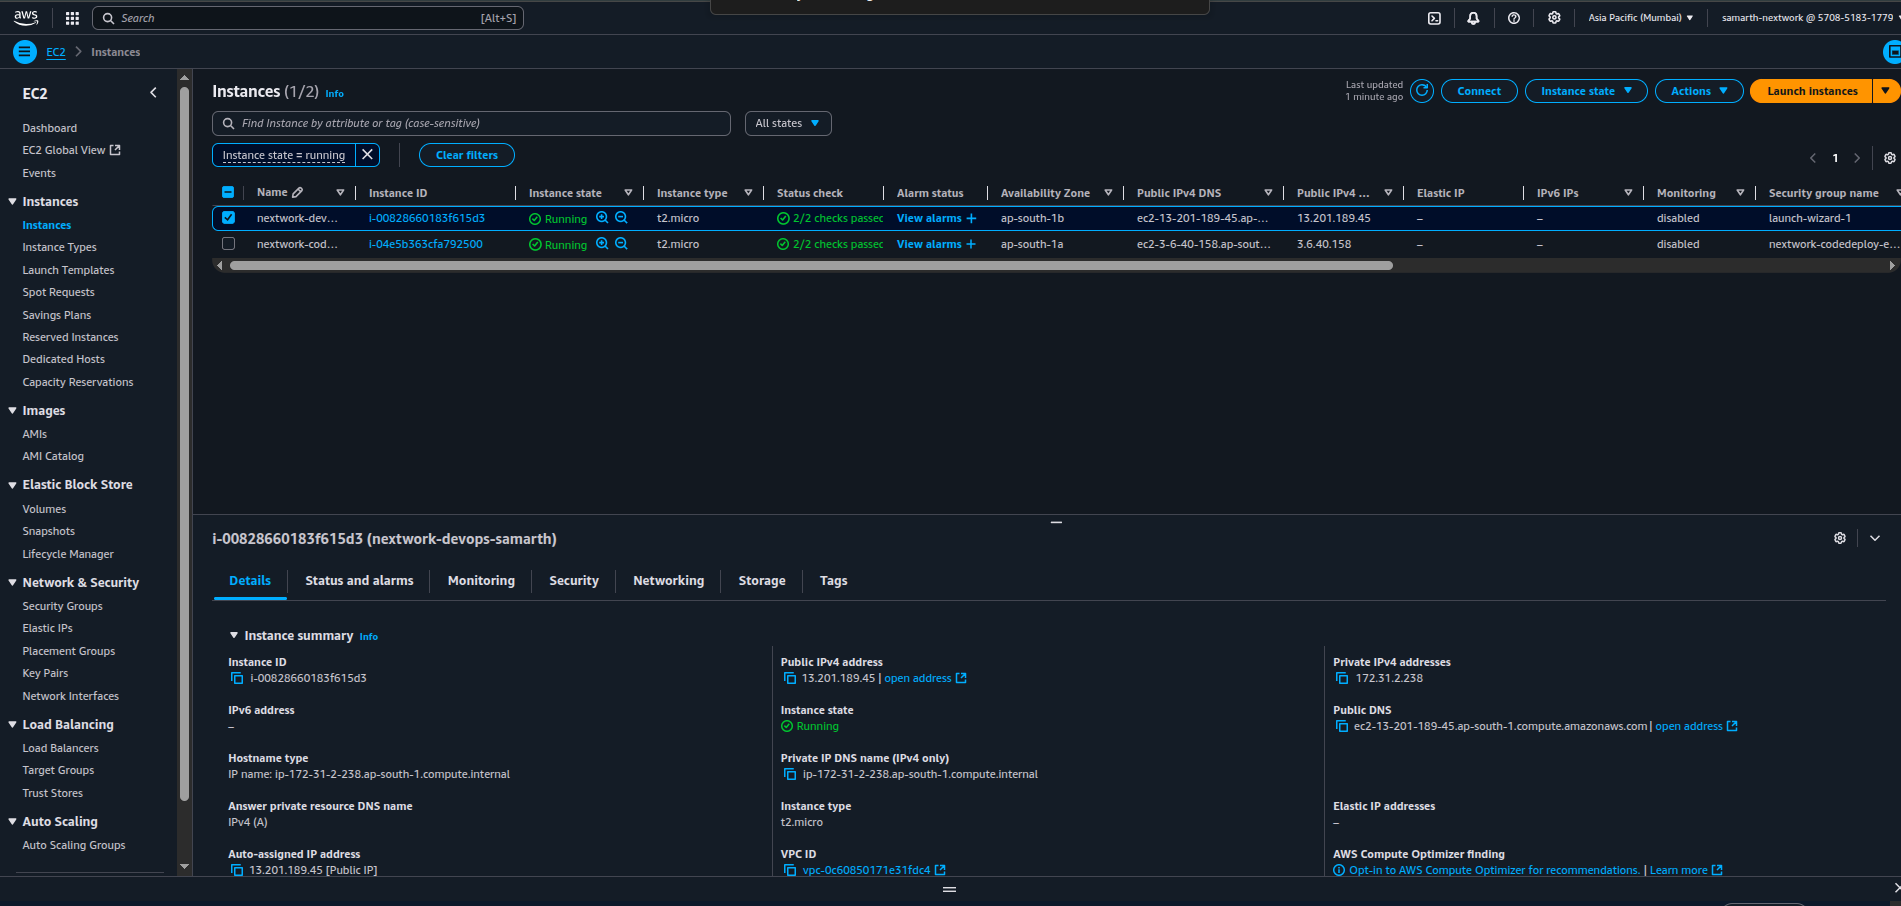 aws
Search [Alt+S]
Asia Pacific (Mumbai) samarth-nextwork @ 5708-5183-1779
EC2 Instances
EC2
Dashboard
EC2 Global View
Events
Instances
Instances
Instance Types
Launch Templates
Spot Requests
Savings Plans
Reserved Instances
Dedicated Hosts
Capacity Reservations
Images
AMIs
AMI Catalog
Elastic Block Store
Volumes
Snapshots
Lifecycle Manager
Network & Security
Security Groups
Elastic IPs
Placement Groups
Key Pairs
Network Interfaces
Load Balancing
Load Balancers
Target Groups
Trust Stores
Auto Scaling
Auto Scaling Groups
Instances (1/2) Info
Last updated
1 minute ago
Connect Instance state Actions Launch instances
Find Instance by attribute or tag (case-sensitive) All states
Instance state = running Clear filters
1
Name Instance ID Instance state Instance type Status check Alarm status Availability Zone Public IPv4 DNS Public IPv4 ... Elastic IP IPv6 IPs Monitoring Security group name
nextwork-dev... i-00828660183f615d3 Running t2.micro 2/2 checks passed View alarms + ap-south-1b ec2-13-201-189-45.ap-... 13.201.189.45 – – disabled launch-wizard-1
nextwork-cod... i-04e5b363cfa792500 Running t2.micro 2/2 checks passed View alarms + ap-south-1a ec2-3-6-40-158.ap-sout... 3.6.40.158 – – disabled nextwork-codedeploy-e...
i-00828660183f615d3 (nextwork-devops-samarth)
Details Status and alarms Monitoring Security Networking Storage Tags
Instance summary Info
Instance ID
i-00828660183f615d3
Public IPv4 address
13.201.189.45 | open address
Private IPv4 addresses
172.31.2.238
IPv6 address
–
Instance state
Running
Public DNS
ec2-13-201-189-45.ap-south-1.compute.amazonaws.com | open address
Hostname type
IP name: ip-172-31-2-238.ap-south-1.compute.internal
Private IP DNS name (IPv4 only)
ip-172-31-2-238.ap-south-1.compute.internal
Answer private resource DNS name
IPv4 (A)
Instance type
t2.micro
Elastic IP addresses
–
Auto-assigned IP address
13.201.189.45 [Public IP]
VPC ID
vpc-0c60850171e31fdc4
AWS Compute Optimizer finding
Opt-in to AWS Compute Optimizer for recommendations. | Learn more